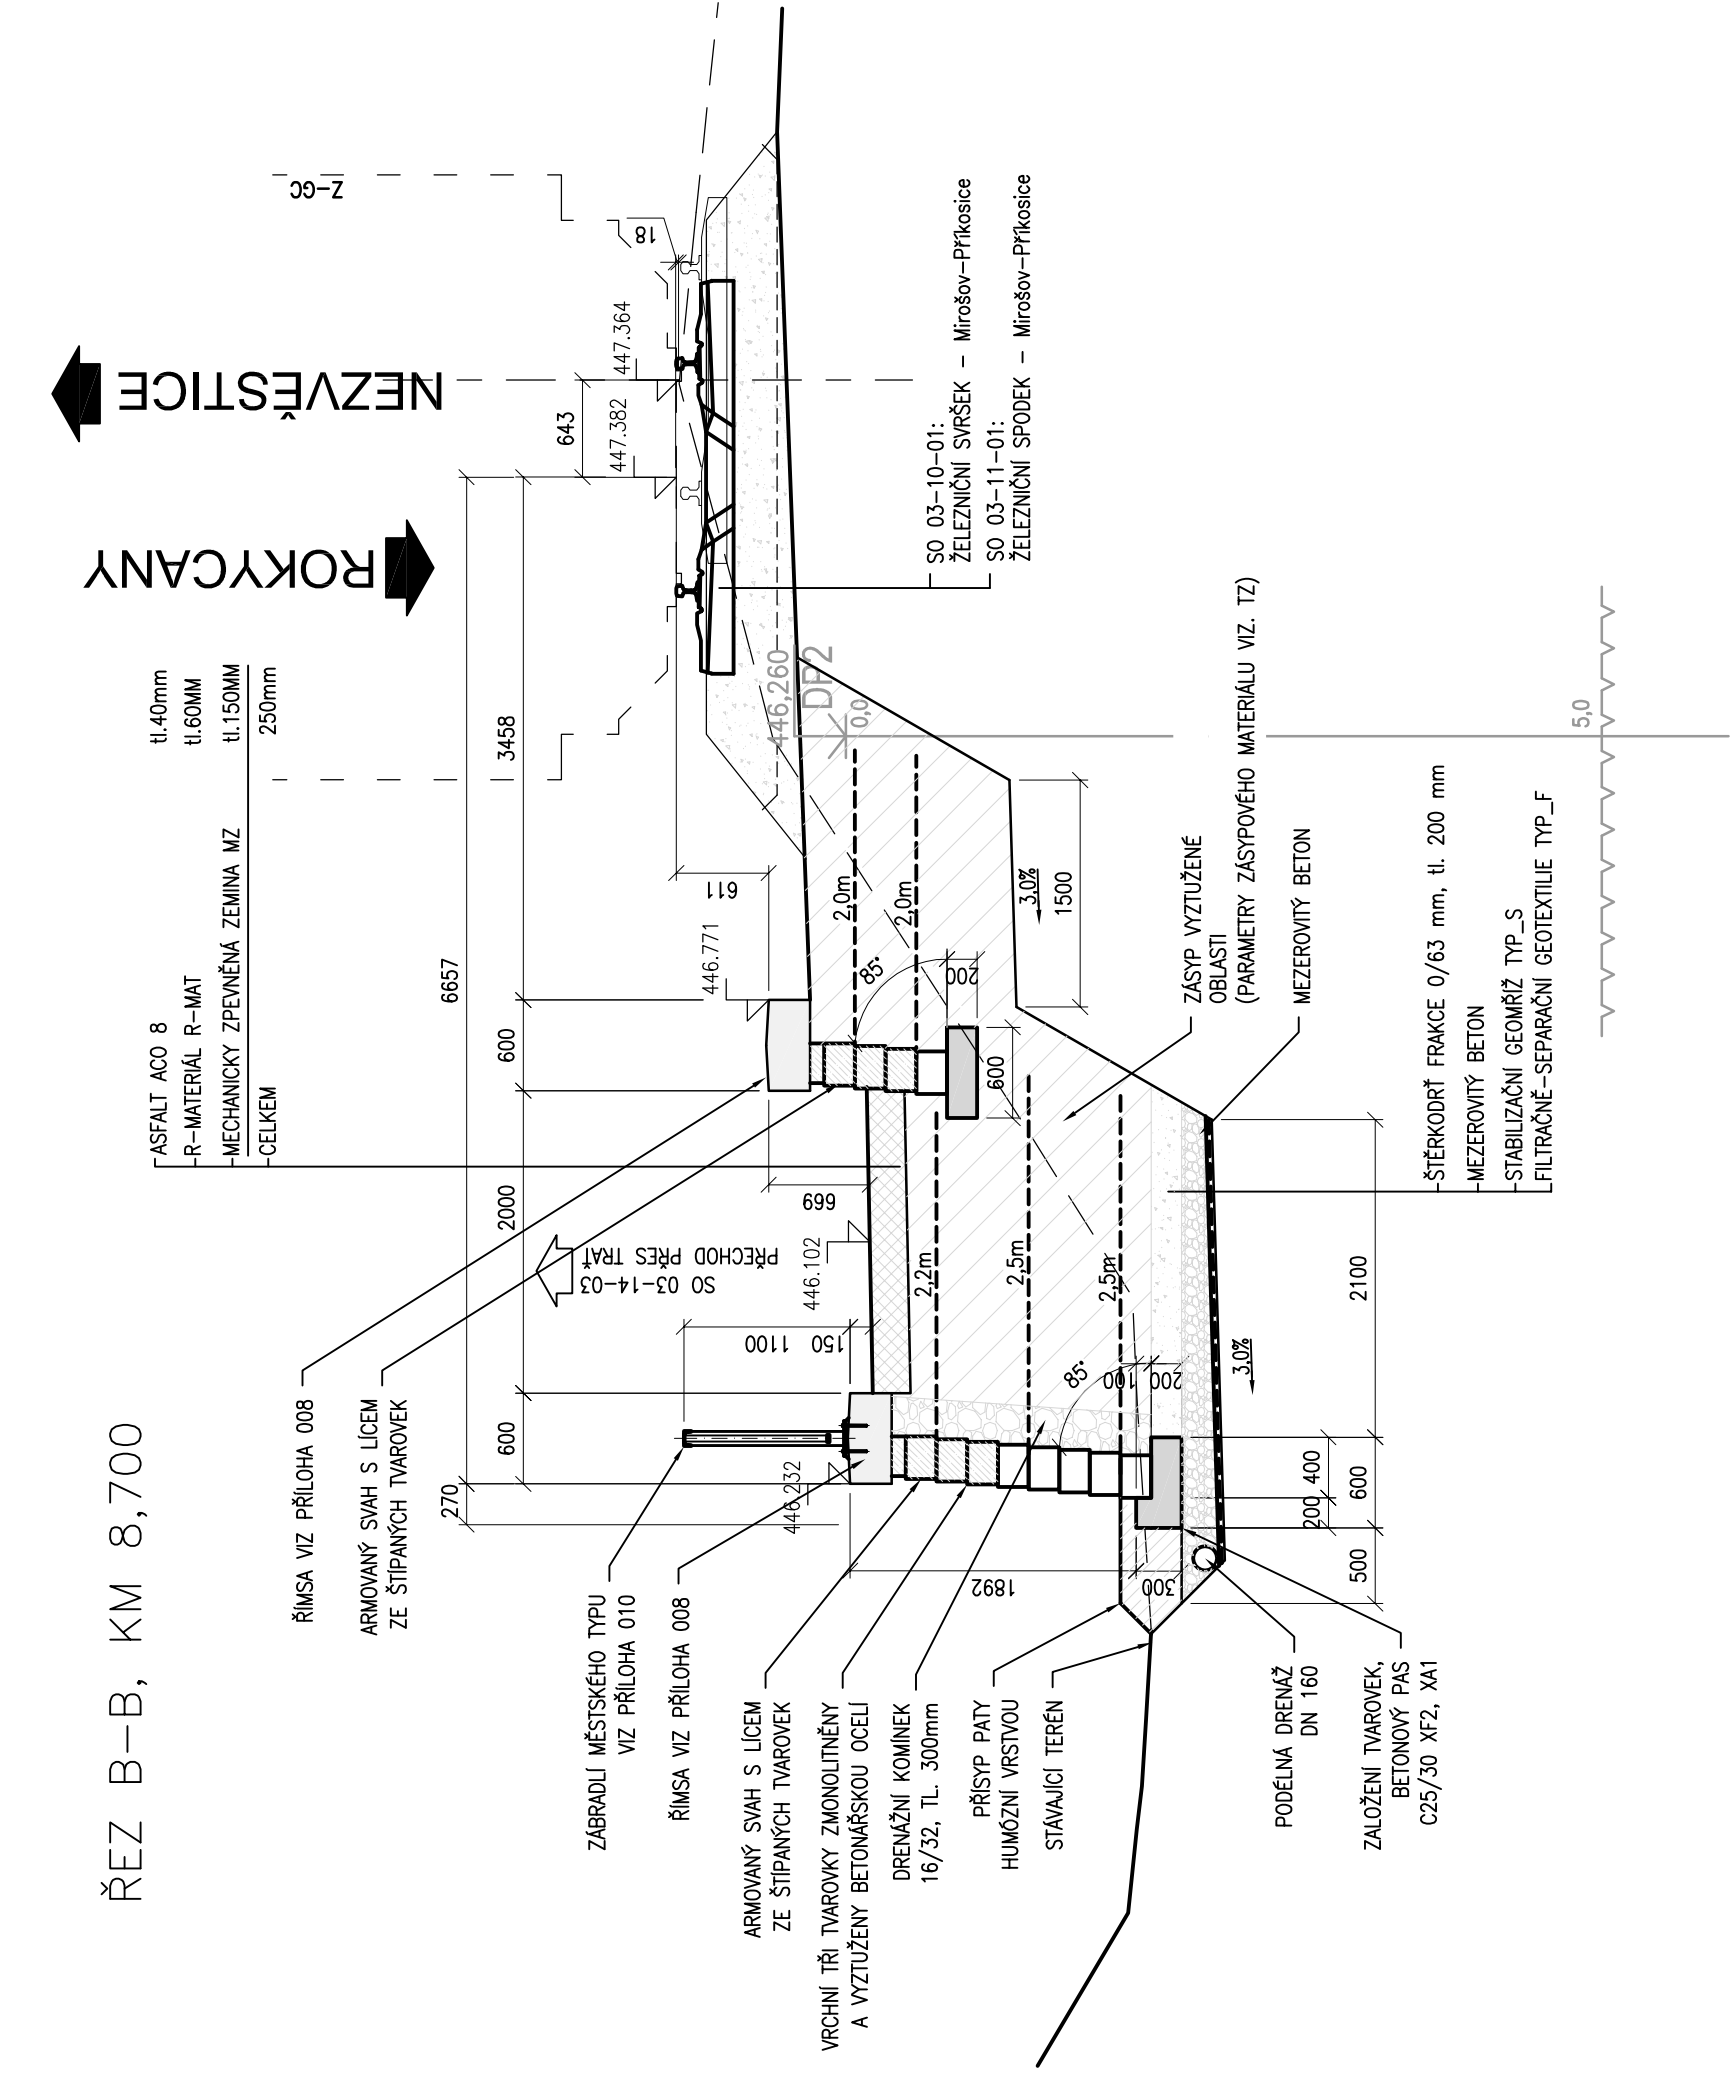 ŘEZ B-B, KM 8,700
ASFALT ACO 8 tl.40mm
R-MATERIÁL R-MAT tl.60MM
MECHANICKY ZPEVNĚNÁ ZEMINA MZ tl.150MM
CELKEM 250mm
ROKYCANY
NEZVĚSTICE
Z-GC
ŘÍMSA VIZ PŘÍLOHA 008
ARMOVANÝ SVAH S LÍCEM
ZE ŠTÍPANÝCH TVAROVEK
270
6657
600
2000
600
3458
643
447.382
447.364
18
SO 03-14-03
PŘECHOD PŘES TRAŤ
ZÁBRADLÍ MĚSTSKÉHO TYPU
VIZ PŘÍLOHA 010
ŘÍMSA VIZ PŘÍLOHA 008
1100
150
446.232
446.102
669
446.771
611
446,260
DP2
0,0
ARMOVANÝ SVAH S LÍCEM
ZE ŠTÍPANÝCH TVAROVEK
VRCHNÍ TŘI TVAROVKY ZMONOLITNĚNY
A VYZTUŽENY BETONÁŘSKOU OCELÍ
DRENÁŽNÍ KOMÍNEK
16/32, TL. 300mm
PŘÍSYP PATY
HUMÓZNÍ VRSTVOU
STÁVAJÍCÍ TERÉN
1892
300
2,2m
2,5m
2,5m
2,0m
2,0m
85°
85°
100
200
200
600
3,0%
1500
SO 03-10-01:
ŽELEZNIČNÍ SVRŠEK - Mirošov-Příkosice
SO 03-11-01:
ŽELEZNIČNÍ SPODEK - Mirošov-Příkosice
ZÁSYP VYZTUŽENÉ
OBLASTI
(PARAMETRY ZÁSYPOVÉHO MATERIÁLU VIZ. TZ)
MEZEROVITÝ BETON
3,0%
200
400
500
600
2100
PODÉLNÁ DRENÁŽ
DN 160
ZALOŽENÍ TVAROVEK,
BETONOVÝ PAS
C25/30 XF2, XA1
ŠTĚRKODRŤ FRAKCE 0/63 mm, tl. 200 mm
MEZEROVITÝ BETON
STABILIZAČNÍ GEOMŘÍŽ TYP_S
FILTRAČNĚ-SEPARAČNÍ GEOTEXTILIE TYP_F
5,0